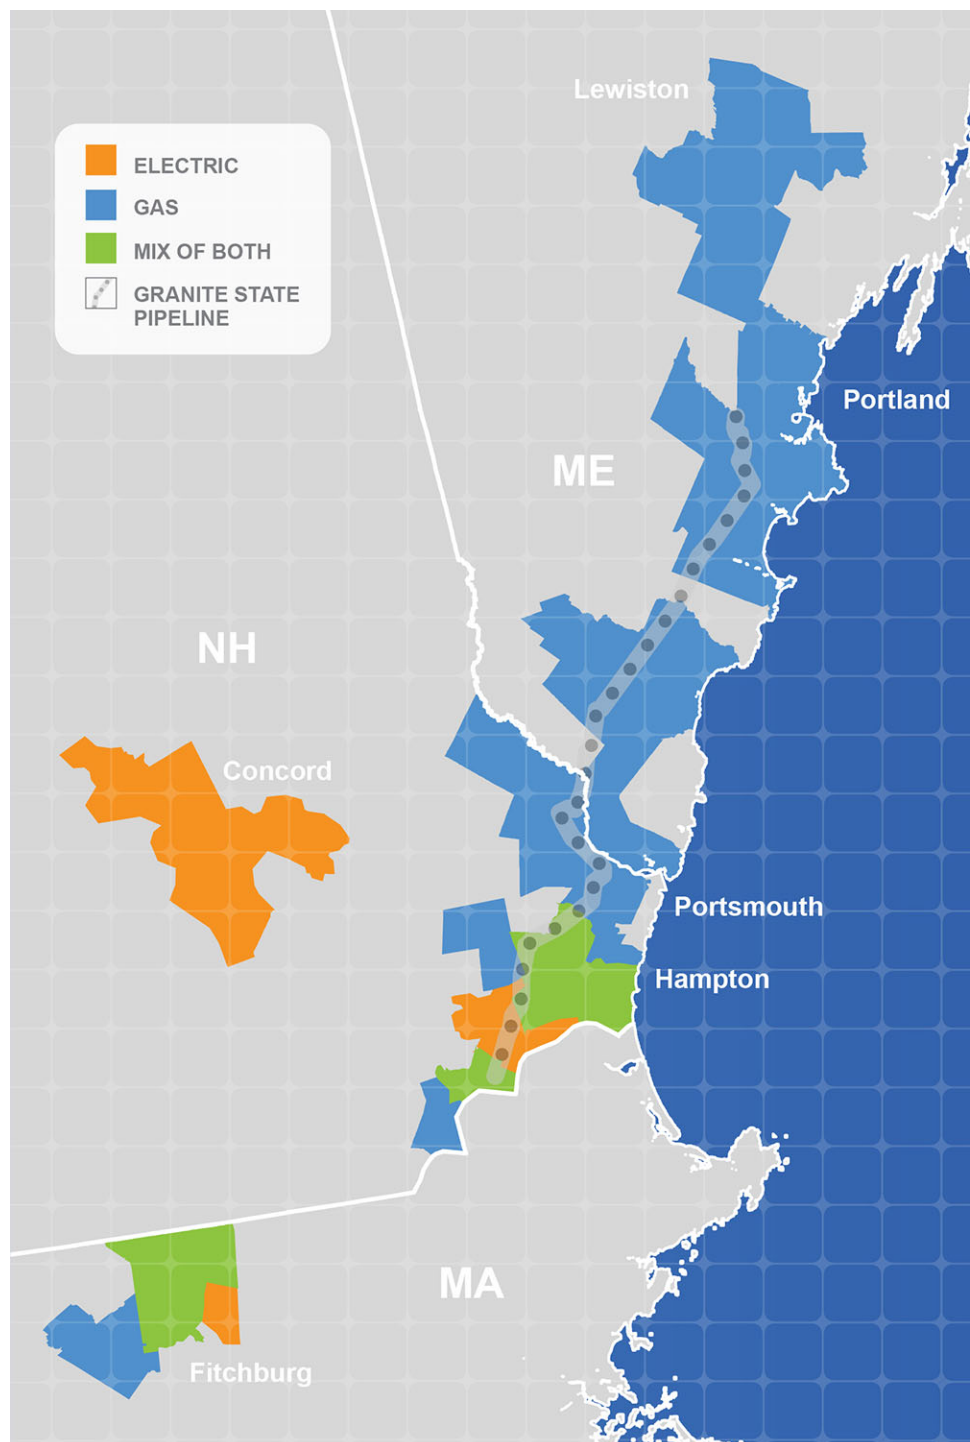 Lewiston
ELECTRIC
GAS
MIX OF BOTH
GRANITE STATE
PIPELINE
Portland
ME
NH
Concord
Portsmouth
Hampton
MA
Fitchburg